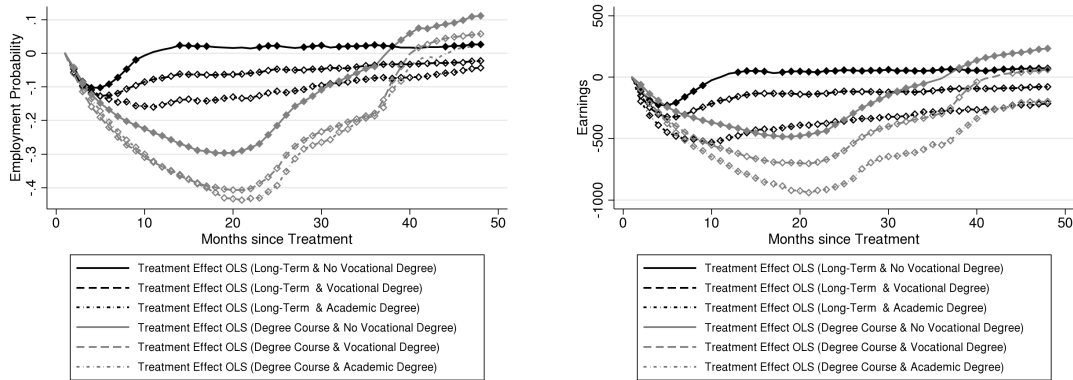 .1
0
-.1
-.2
-.3
-.4
Employment Probability
0 10 20 30 40 50
Months since Treatment
Treatment Effect OLS (Long-Term & No Vocational Degree)
Treatment Effect OLS (Long-Term & Vocational Degree)
Treatment Effect OLS (Long-Term & Academic Degree)
Treatment Effect OLS (Degree Course & No Vocational Degree)
Treatment Effect OLS (Degree Course & Vocational Degree)
Treatment Effect OLS (Degree Course & Academic Degree)
500
0
-500
-1000
Earnings
0 10 20 30 40 50
Months since Treatment
Treatment Effect OLS (Long-Term & No Vocational Degree)
Treatment Effect OLS (Long-Term & Vocational Degree)
Treatment Effect OLS (Long-Term & Academic Degree)
Treatment Effect OLS (Degree Course & No Vocational Degree)
Treatment Effect OLS (Degree Course & Vocational Degree)
Treatment Effect OLS (Degree Course & Academic Degree)